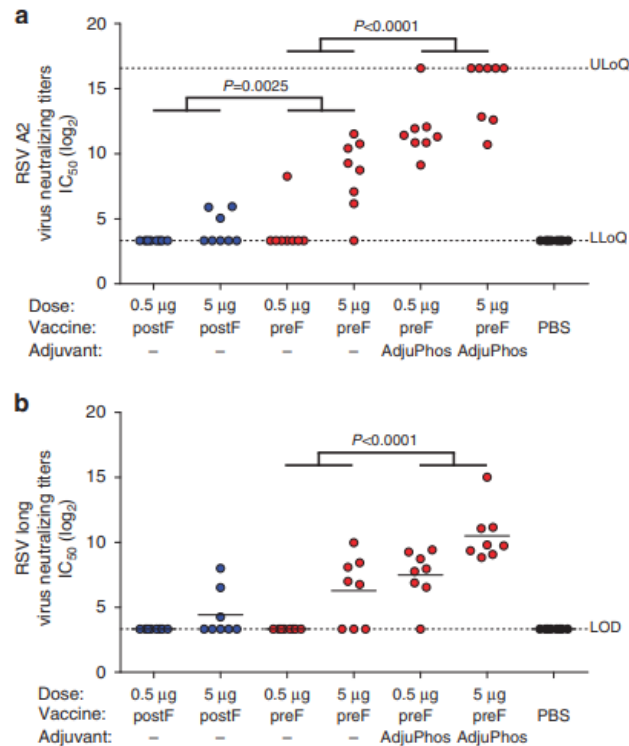 a
P<0.0001
ULoQ
20
P=0.0025
15
10
5
LLoQ
0
RSV A2
virus neutralizing titers
IC50 (log2)
Dose: 0.5 µg 5 µg 0.5 µg 5 µg 0.5 µg 5 µg
Vaccine: postF postF preF preF preF preF PBS
Adjuvant: – – – – AdjuPhos AdjuPhos
b
20
P<0.0001
15
10
5
LOD
0
RSV long
virus neutralizing titers
IC50 (log2)
Dose: 0.5 µg 5 µg 0.5 µg 5 µg 0.5 µg 5 µg
Vaccine: postF postF preF preF preF preF PBS
Adjuvant: – – – – AdjuPhos AdjuPhos